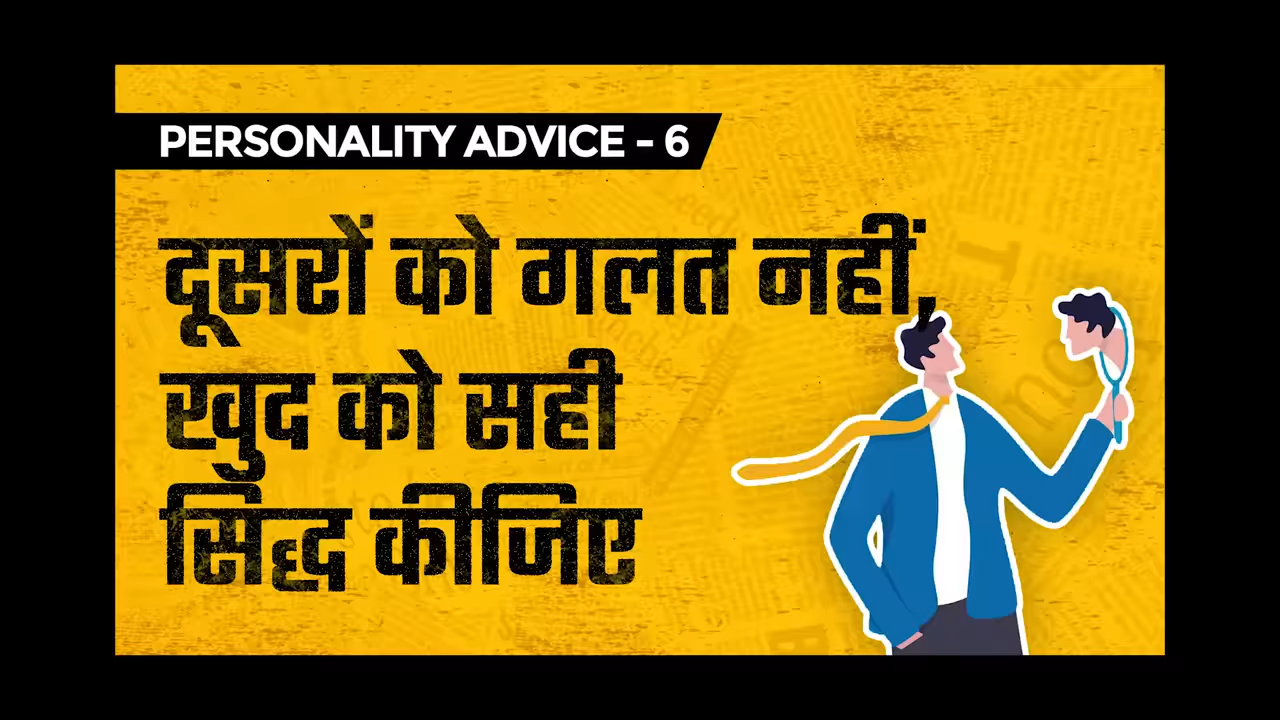 PERSONALITY ADVICE - 6
दूसरों को गलत नहीं,
खुद को सही
सिद्ध कीजिए